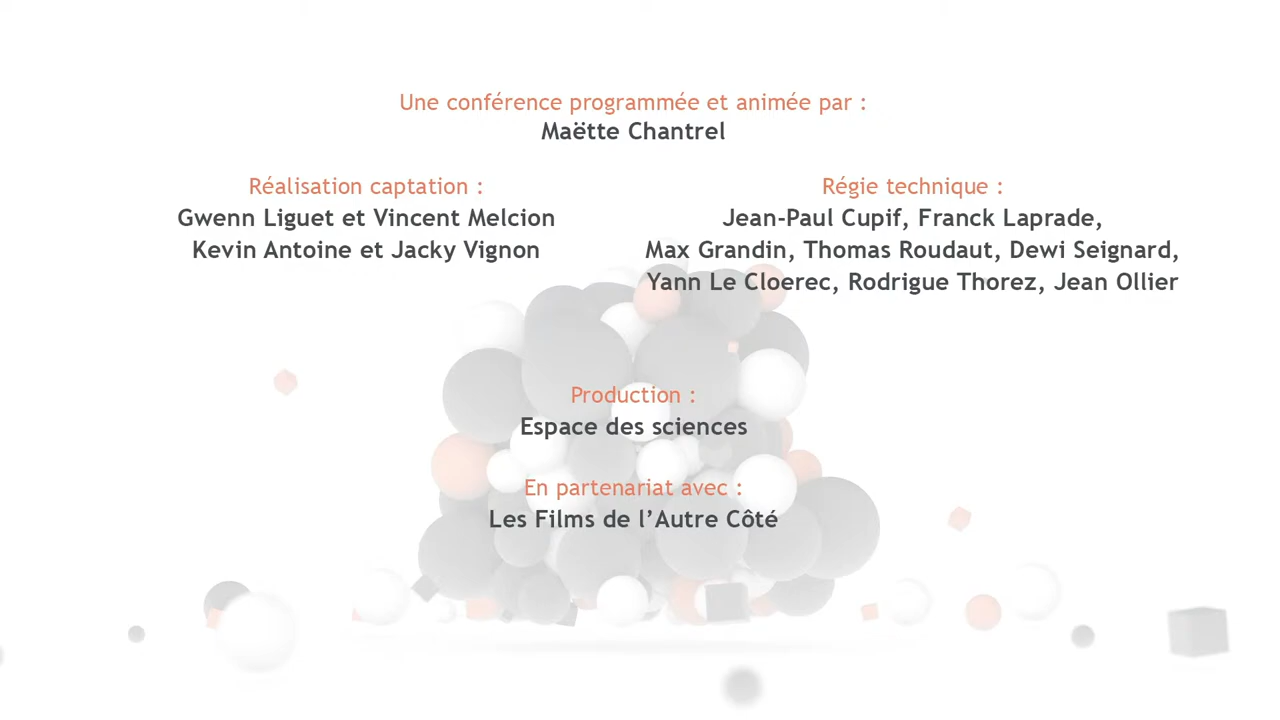 Une conférence programmée et animée par :
Maëtte Chantrel
Réalisation captation :
Gwenn Liguet et Vincent Melcion
Kevin Antoine et Jacky Vignon
Régie technique :
Jean-Paul Cupif, Franck Laprade,
Max Grandin, Thomas Roudaut, Dewi Seignard,
Yann Le Cloerec, Rodrigue Thorez, Jean Ollier
Production :
Espace des sciences
En partenariat avec :
Les Films de l’Autre Côté